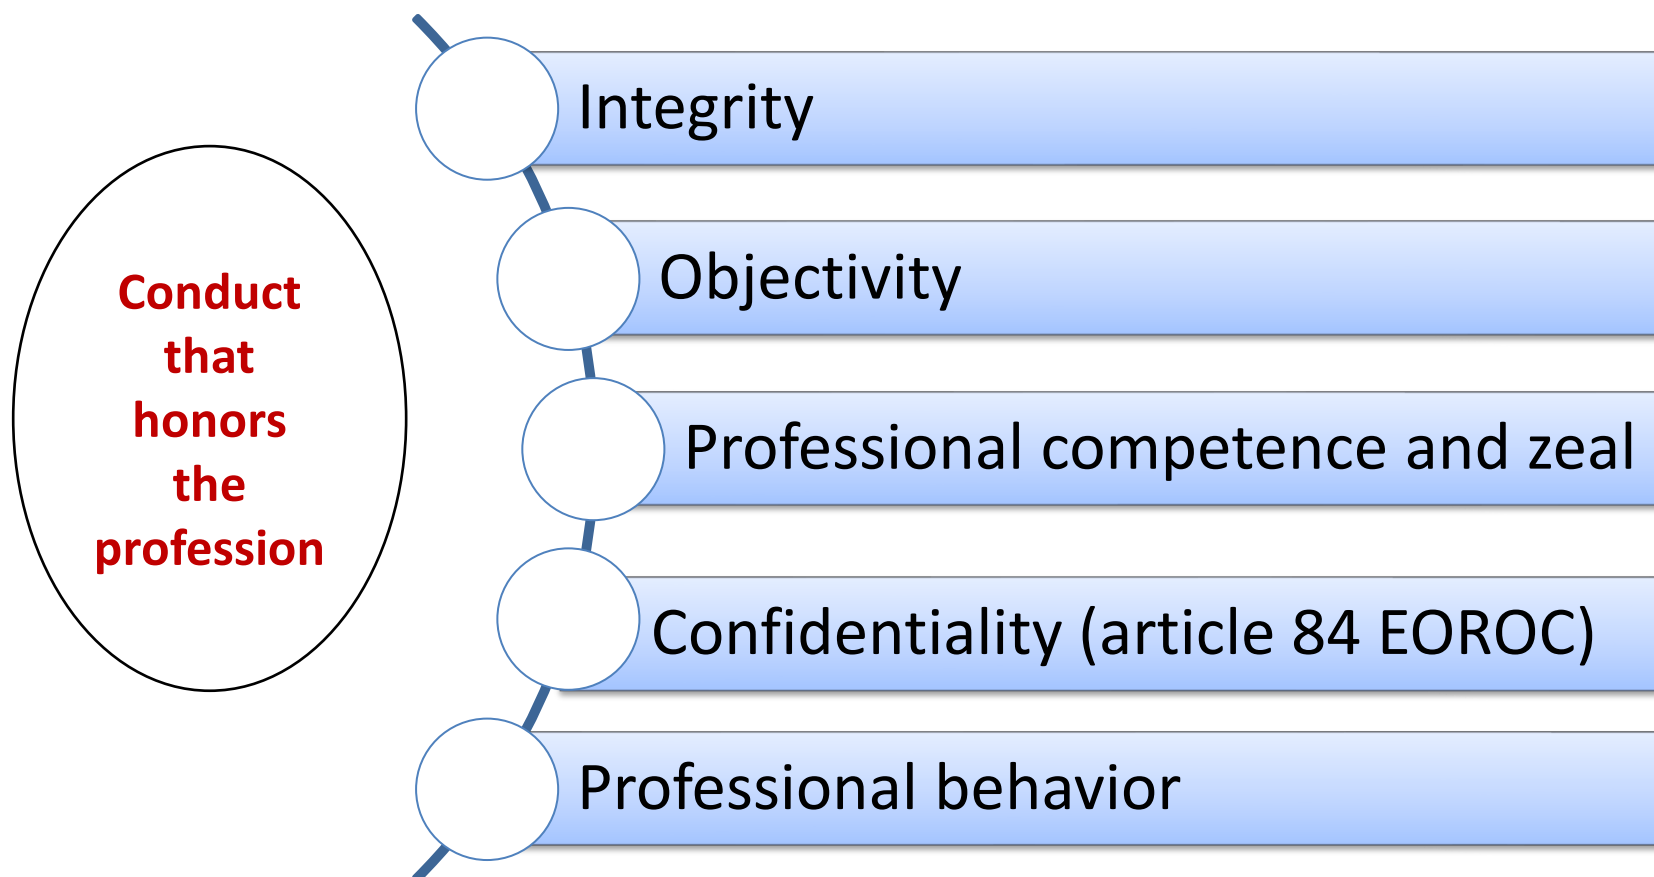 Conduct
that
honors
the
profession
Integrity
Objectivity
Professional competence and zeal
Confidentiality (article 84 EOROC)
Professional behavior